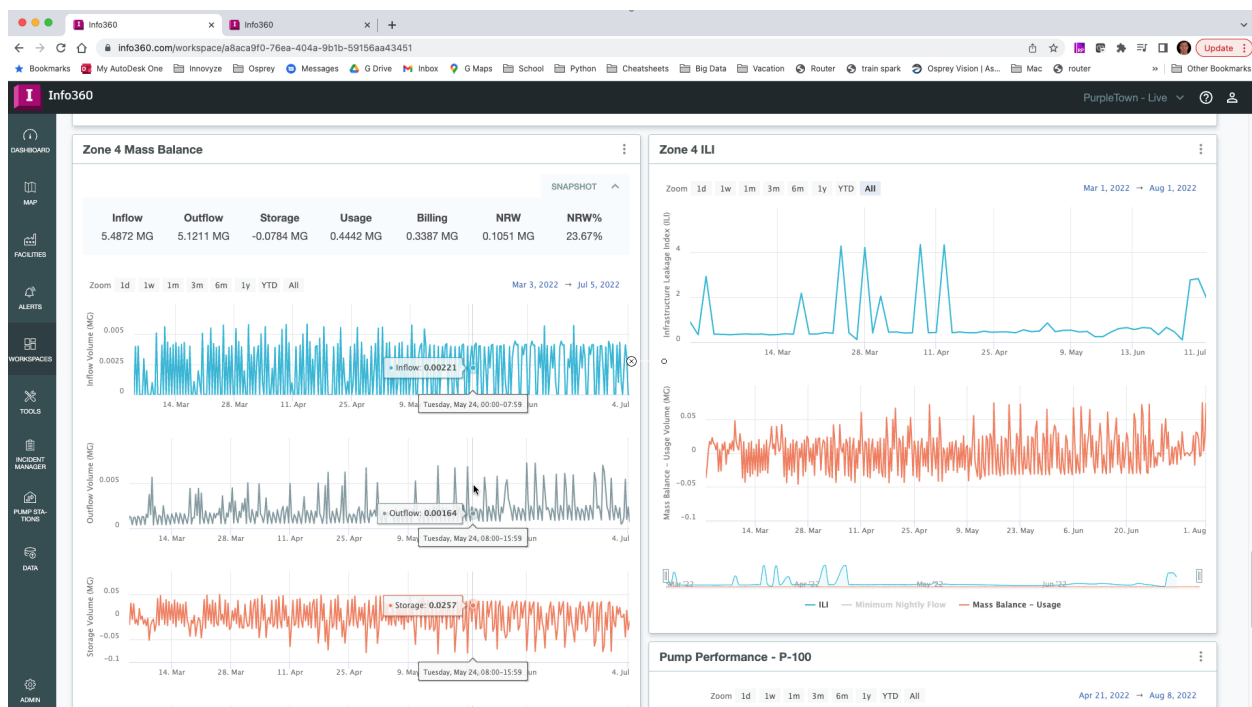 Info360
Info360
info360.com/workspace/a8aca9f0-76ea-404a-9b1b-59156aa43451
Update
Bookmarks My AutoDesk One Innovyze Osprey Messages G Drive Inbox G Maps School Python Cheatsheets Big Data Vacation Router train spark Osprey Vision | As... Mac router » Other Bookmarks
I Info360 PurpleTown - Live
DASHBOARD
MAP
FACILITIES
ALERTS
WORKSPACES
TOOLS
INCIDENT
MANAGER
PUMP STA-
TIONS
DATA
ADMIN
Zone 4 Mass Balance
SNAPSHOT
Inflow Outflow Storage Usage Billing NRW NRW%
5.4872 MG 5.1211 MG -0.0784 MG 0.4442 MG 0.3387 MG 0.1051 MG 23.67%
Zoom 1d 1w 1m 3m 6m 1y YTD All Mar 3, 2022 → Jul 5, 2022
Inflow Volume (MG)
0.005
0.0025
0
Inflow: 0.00221
14. Mar 28. Mar 11. Apr 25. Apr 9. Ma Tuesday, May 24, 00:00-07:59 un 4. Jul
Outflow Volume (MG)
0.005
0
Outflow: 0.00164
14. Mar 28. Mar 11. Apr 25. Apr 9. May Tuesday, May 24, 08:00-15:59 un 4. Jul
Storage Volume (MG)
0.05
0
-0.05
-0.1
Storage: 0.0257
14. Mar 28. Mar 11. Apr 25. Apr 9. May Tuesday, May 24, 08:00-15:59 un 4. Jul
Zone 4 ILI
Zoom 1d 1w 1m 3m 6m 1y YTD All Mar 1, 2022 → Aug 1, 2022
Infrastructure Leakage Index (ILI)
4
2
0
14. Mar 28. Mar 11. Apr 25. Apr 9. May 13. Jun 11. Jul
Mass Balance - Usage Volume (MG)
0.05
0
-0.05
-0.1
14. Mar 28. Mar 11. Apr 25. Apr 9. May 23. May 6. Jun 20. Jun 1. Aug
Mar '22 Apr '22 May '22 Jun '22
ILI Minimum Nightly Flow Mass Balance - Usage
Pump Performance - P-100
Zoom 1d 1w 1m 3m 6m 1y YTD All Apr 21, 2022 → Aug 8, 2022